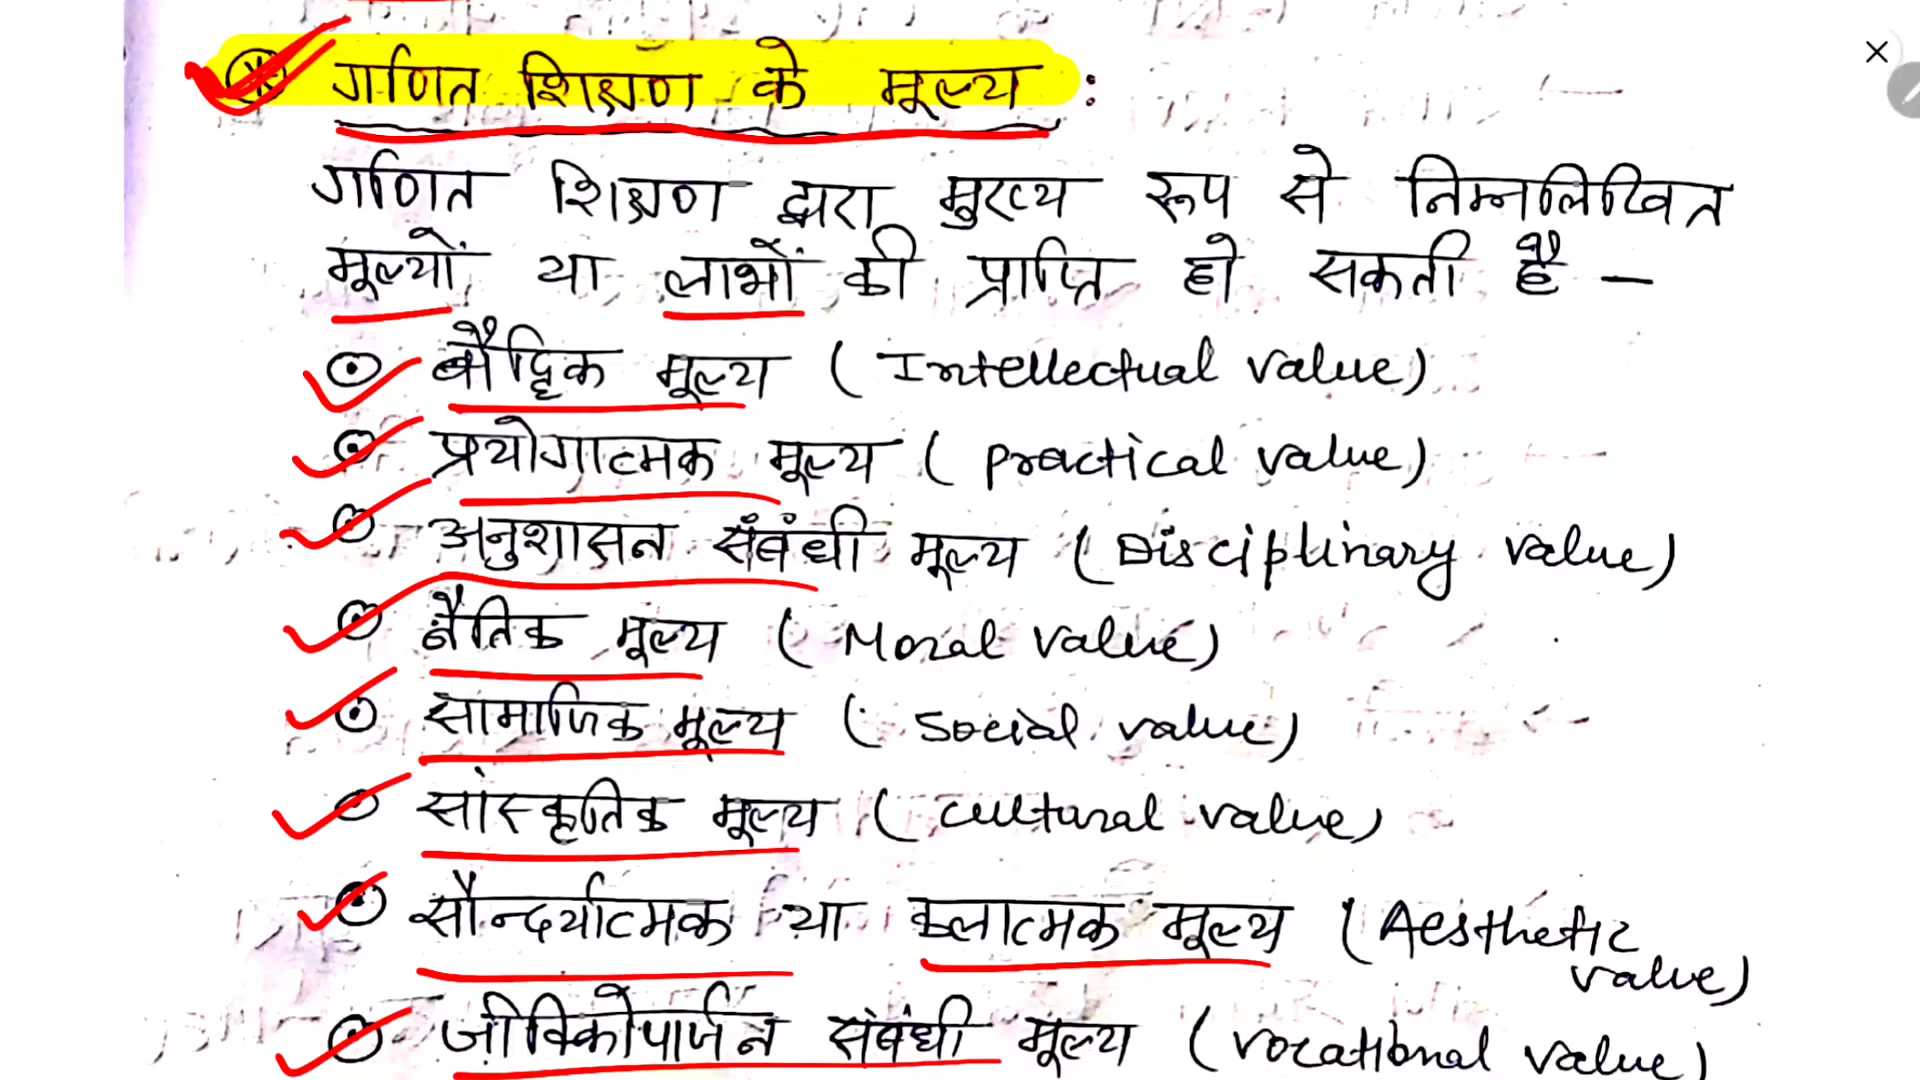 गणित शिक्षण के मूल्य :
गणित शिक्षण द्वारा मुख्य रूप से निम्नलिखित
मूल्यों या लाभों की प्राप्ति हो सकती है –
बौद्धिक मूल्य ( Intellectual value )
प्रयोगात्मक मूल्य ( practical value )
अनुशासन संबंधी मूल्य ( Disciplinary value )
नैतिक मूल्य ( Moral value )
सामाजिक मूल्य ( social value )
सांस्कृतिक मूल्य ( cultural value )
सौन्दर्यात्मक या कलात्मक मूल्य ( Aesthetic
value )
जीविकोपार्जन संबंधी मूल्य ( vocational value )